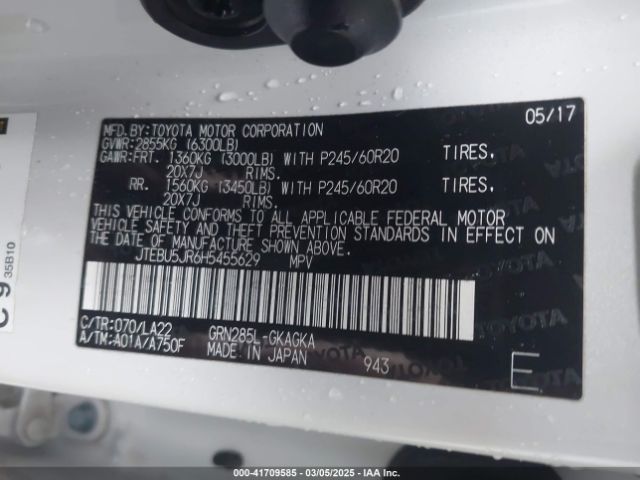 MFD.BY:TOYOTA MOTOR CORPORATION 05/17
GVWR:2855KG (6300LB)
GAWR:FRT. 1360KG (3000LB) WITH P245/60R20 TIRES,
20X7J RIMS.
RR. 1560KG (3450LB) WITH P245/60R20 TIRES,
20X7J RIMS.
THIS VEHICLE CONFORMS TO ALL APPLICABLE FEDERAL MOTOR
VEHICLE SAFETY AND THEFT PREVENTION STANDARDS IN EFFECT ON
THE DATE OF MANUFACTURE SHOWN ABOVE.
JTEBU5JR6H5455629 MPV
C/TR:070/LA22 GRN285L-GKAGKA
A/TM:A01A/A750F MADE IN JAPAN 943
E
C 9
35B10
000-41709585 - 03/05/2025 - IAA Inc.